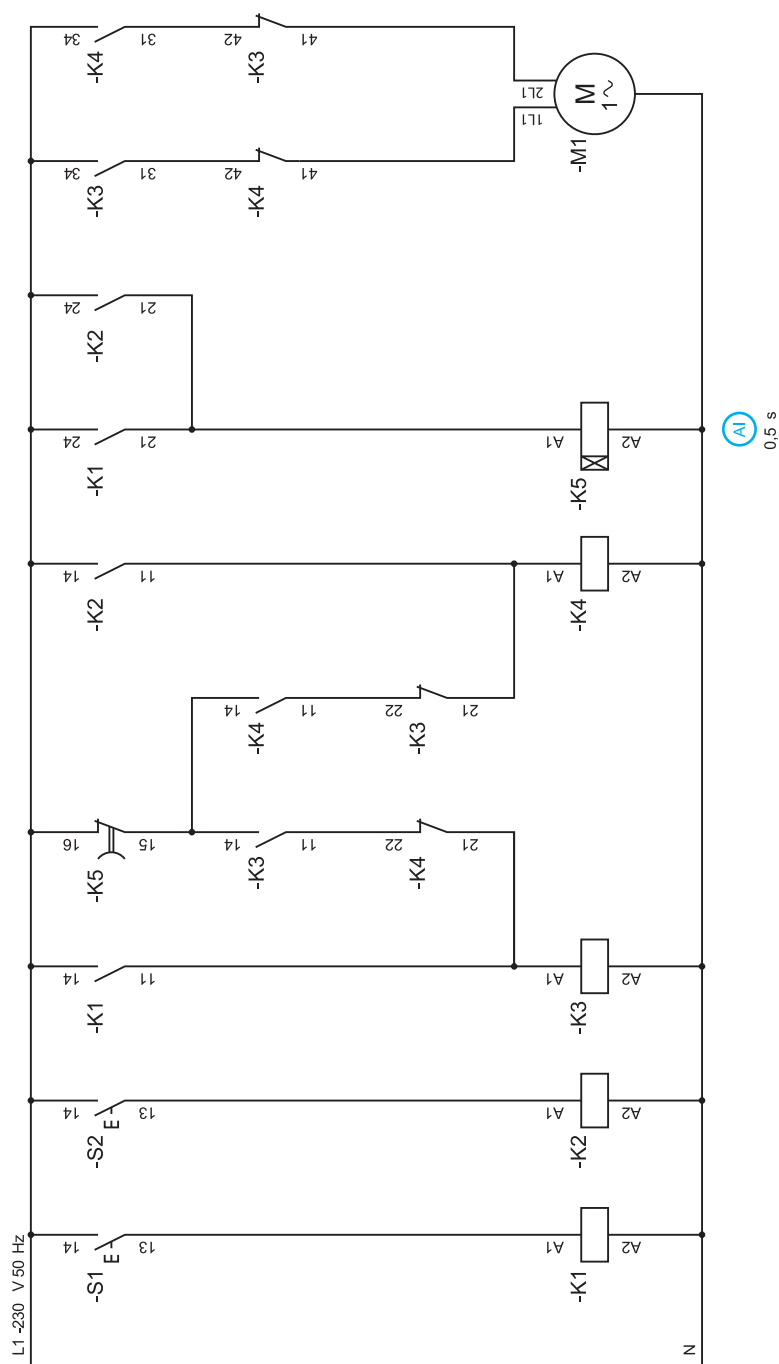 34
31
-K4
42
41
-K3
2L1
1L1
M
1~
-M1
34
31
-K3
42
41
-K4
24
21
-K2
24
21
-K1
A1
A2
-K5
AI
0,5 s
14
11
-K2
A1
A2
-K4
14
11
-K4
22
21
-K3
16
15
-K5
14
11
-K3
22
21
-K4
14
11
-K1
A1
A2
-K3
14
13
-S2
E
A1
A2
-K2
14
13
-S1
E
A1
A2
-K1
L1 -230 V 50 Hz
N